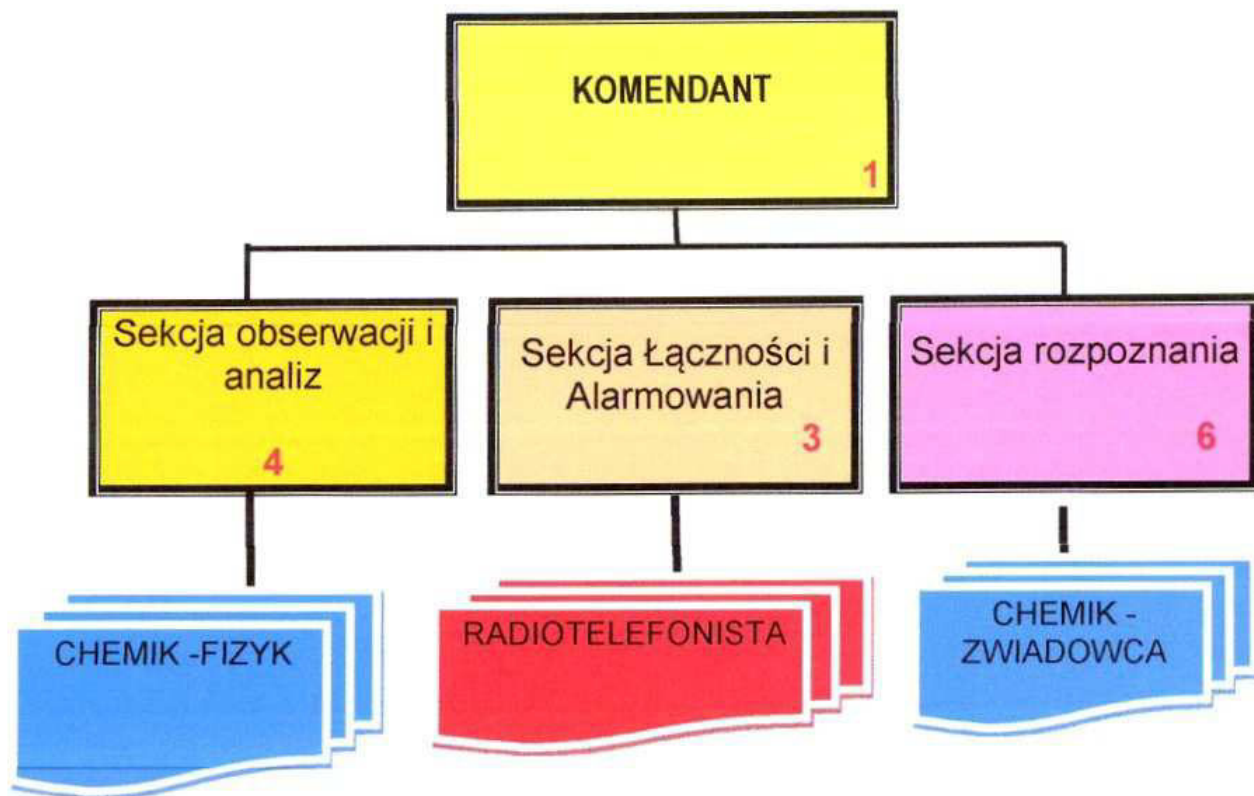 KOMENDANT
1
Sekcja obserwacji i
analiz
4
Sekcja Łączności i
Alarmowania
3
Sekcja rozpoznania
6
CHEMIK -FIZYK
RADIOTELEFONISTA
CHEMIK -
ZWIADOWCA